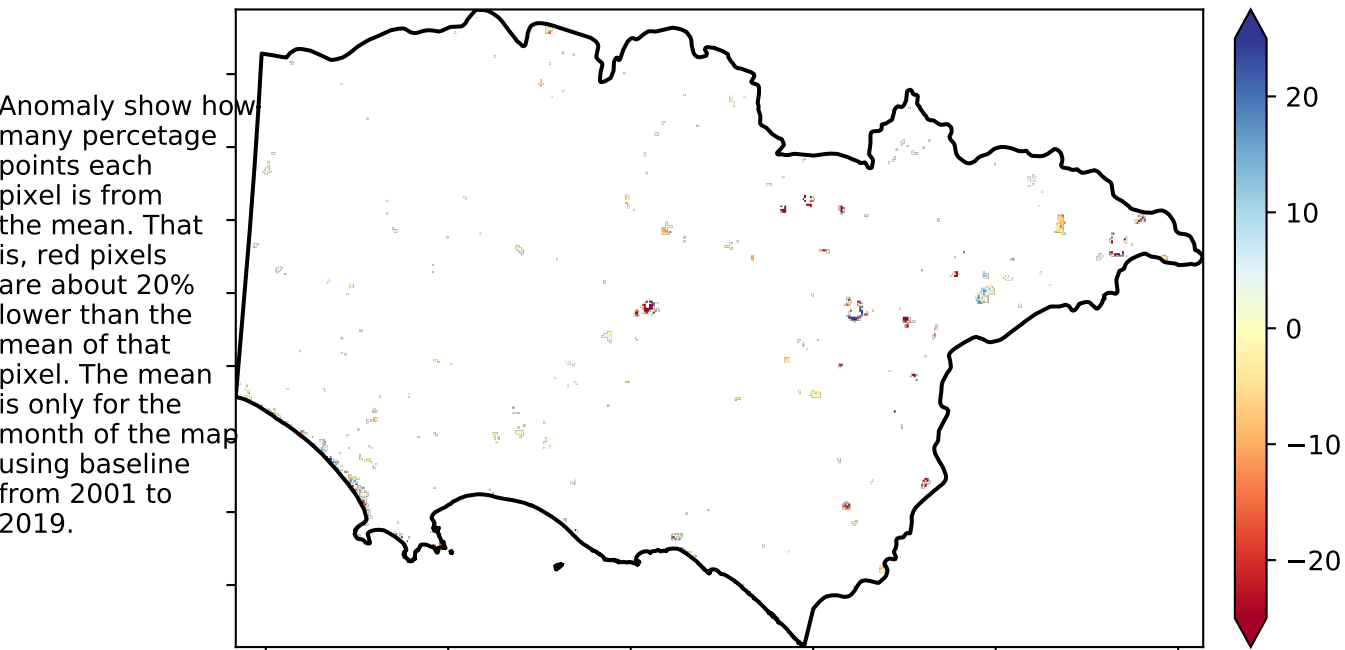 Anomaly show how
many percetage
points each
pixel is from
the mean. That
is, red pixels
are about 20%
lower than the
mean of that
pixel. The mean
is only for the
month of the map
using baseline
from 2001 to
2019.
20
10
0
−10
−20